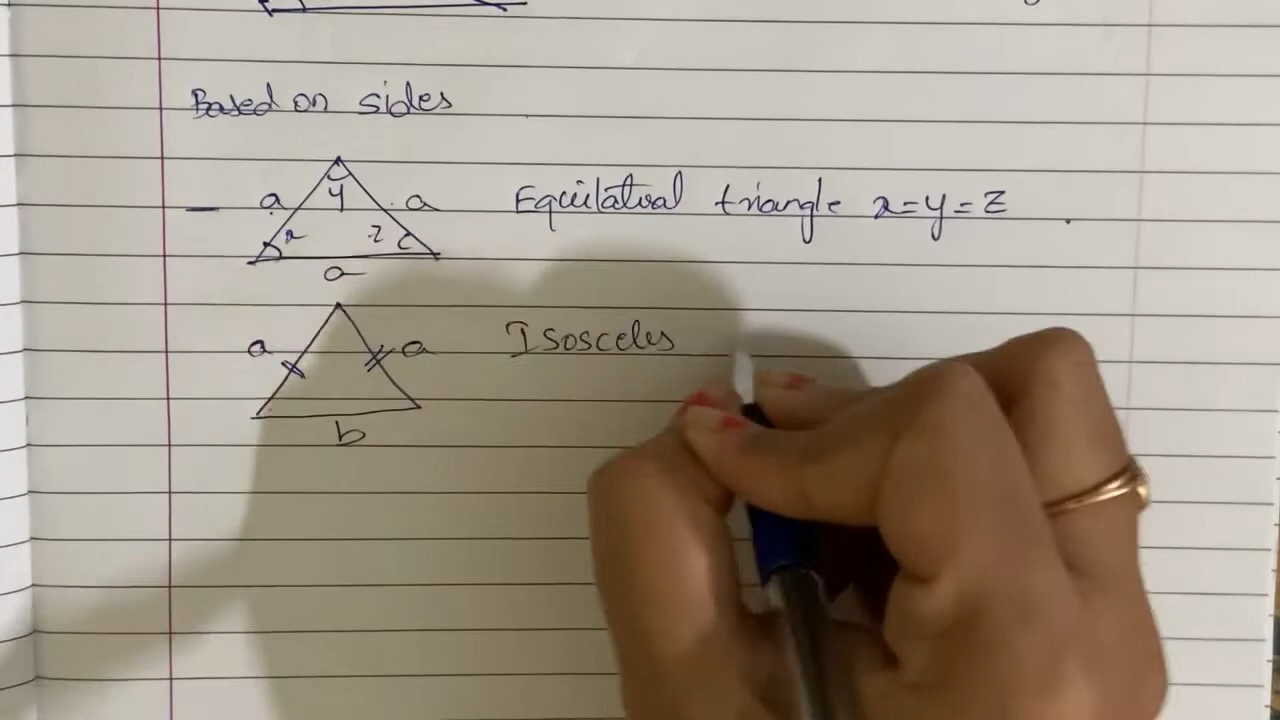 Based on sides
a y a Equilateral triangle x=y=z
x z
a
a a Isosceles
b